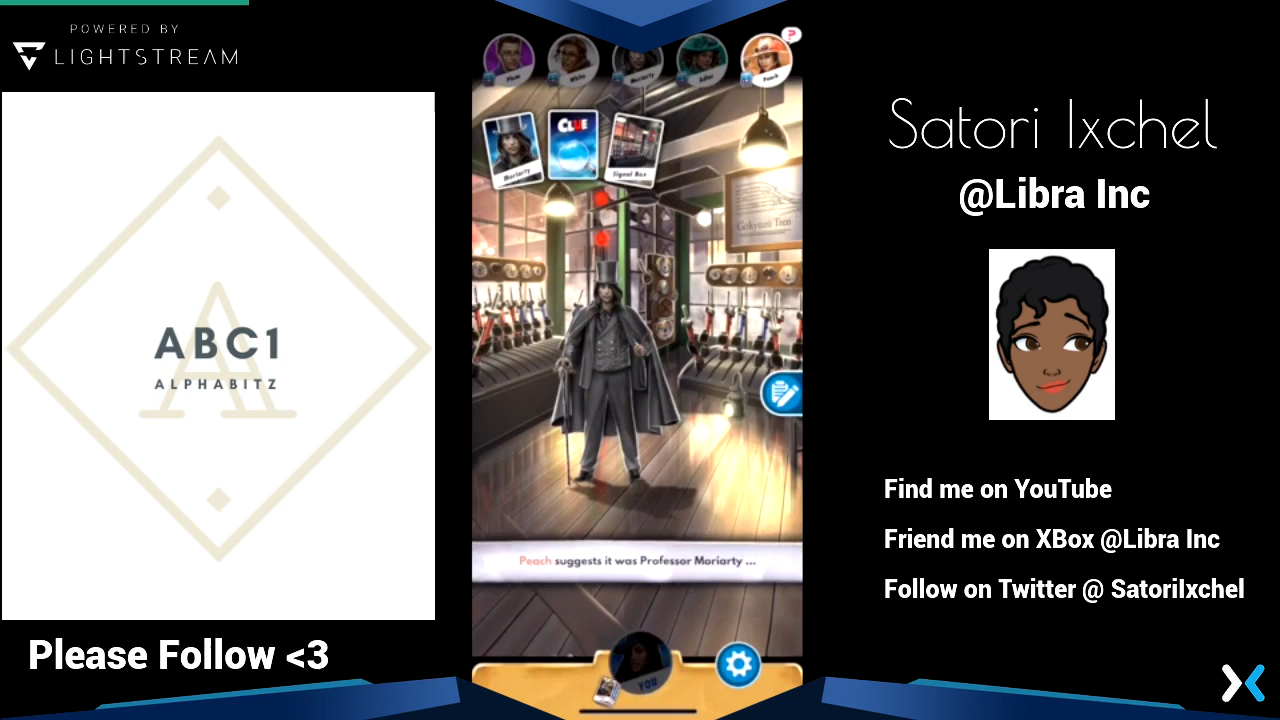 POWERED BY
LIGHTSTREAM
ABC1
ALPHABITZ
Please Follow <3
Plum
White
Moriarty
Adler
Peach
?
Moriarty
CLUE
Signal Box
Gökyüzü Tren
Peach suggests it was Professor Moriarty ...
YOU
Satori Ixchel
@Libra Inc
Find me on YouTube
Friend me on XBox @Libra Inc
Follow on Twitter @ SatoriIxchel